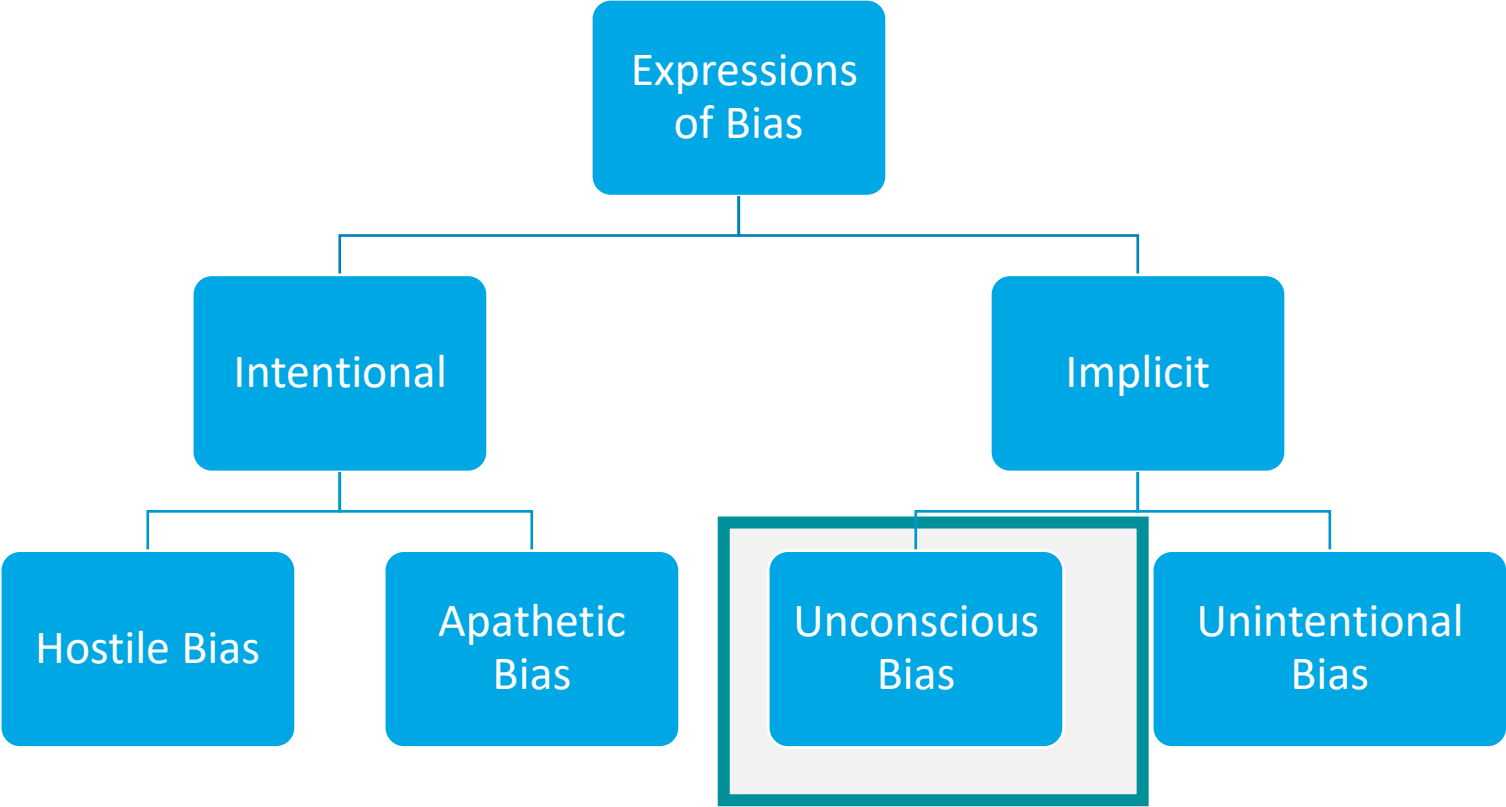 Expressions
of Bias
Intentional
Implicit
Hostile Bias
Apathetic
Bias
Unconscious
Bias
Unintentional
Bias